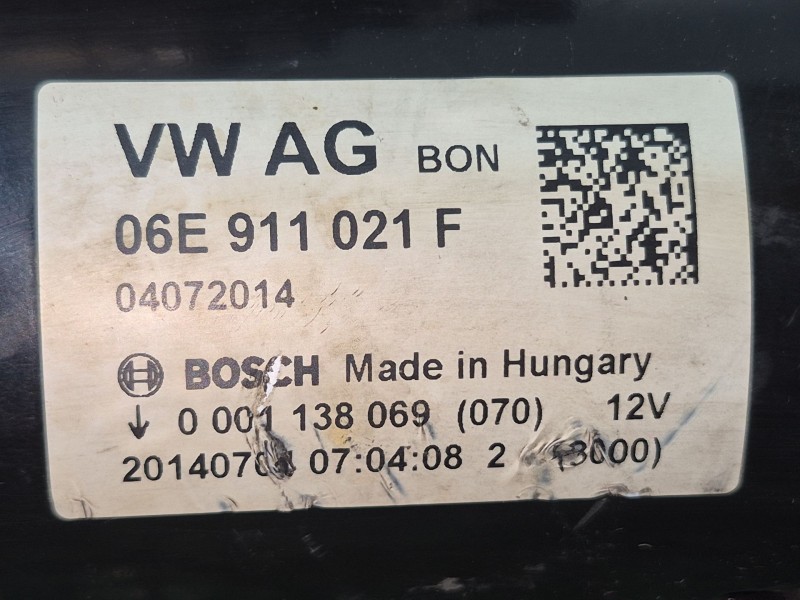 VW AG BON
06E 911 021 F
04072014
BOSCH Made in Hungary
↓ 0 001 138 069 (070) 12V
07:04:08 2 (3000)